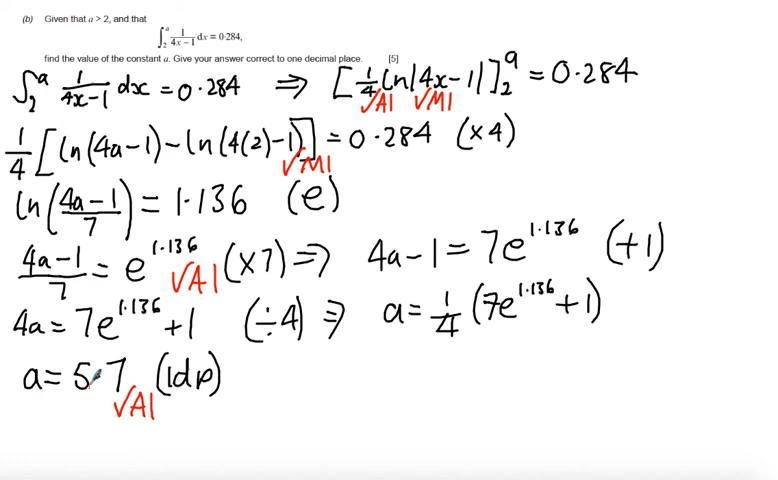 (b) Given that a > 2, and that
∫₂ᵃ 1/(4x − 1) dx = 0·284,
find the value of the constant a. Give your answer correct to one decimal place. [5]
∫₂ᵃ 1/(4x−1) dx = 0.284 ⇒ [1/4 ln|4x−1|]₂ᵃ = 0.284
√A1 √M1
1/4 [ln(4a−1) − ln(4(2)−1)] = 0.284 (×4)
√M1
ln((4a−1)/7) = 1.136 (e)
(4a−1)/7 = e^1.136 (×7) ⇒ 4a−1 = 7e^1.136 (+1)
√A1
4a = 7e^1.136 + 1 (÷4) ⇒ a = 1/4 (7e^1.136 + 1)
a = 5.7 (1dp)
√A1